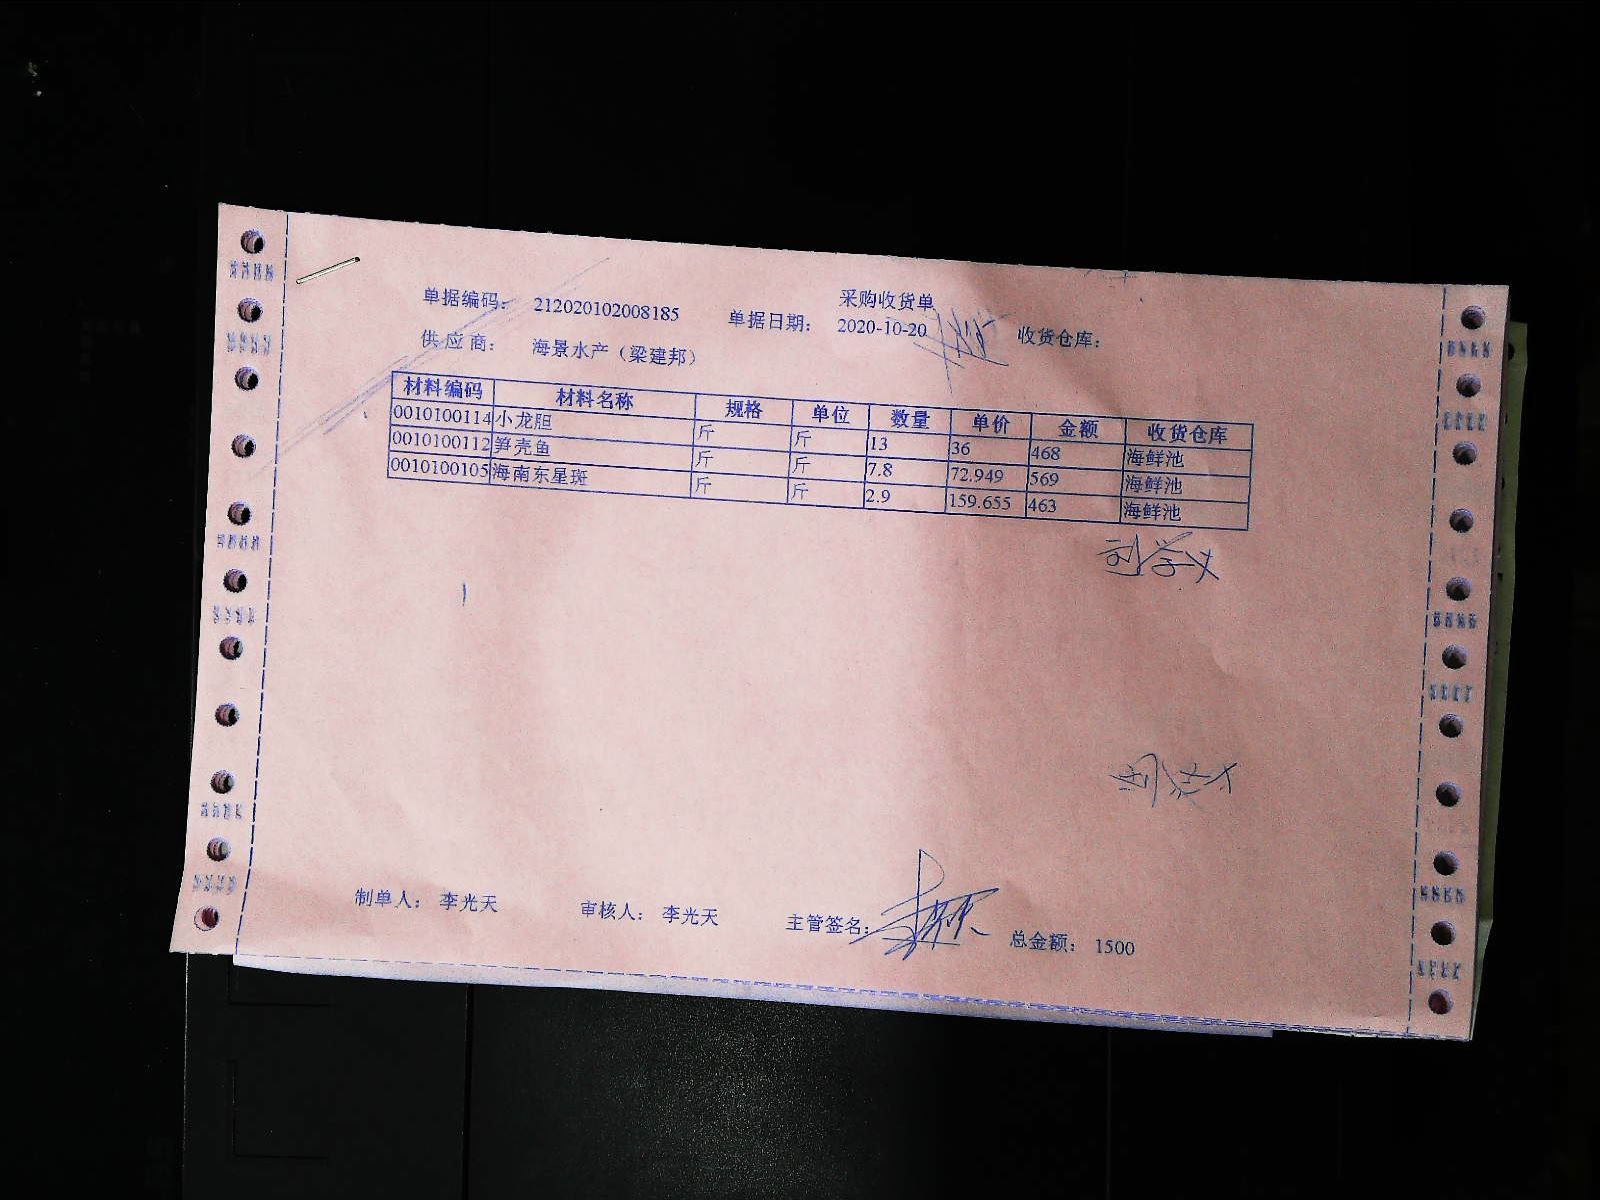 采购收货单
单据编码: 212020102008185 单据日期: 2020-10-20 收货仓库:
供应商: 海景水产（梁建邦）
材料编码 材料名称 规格 单位 数量 单价 金额 收货仓库
0010100114 小龙胆 斤 斤 13 36 468 海鲜池
0010100112 笋壳鱼 斤 斤 7.8 72.949 569 海鲜池
0010100105 海南东星斑 斤 斤 2.9 159.655 463 海鲜池
制单人: 李光天 审核人: 李光天 主管签名: 总金额: 1500